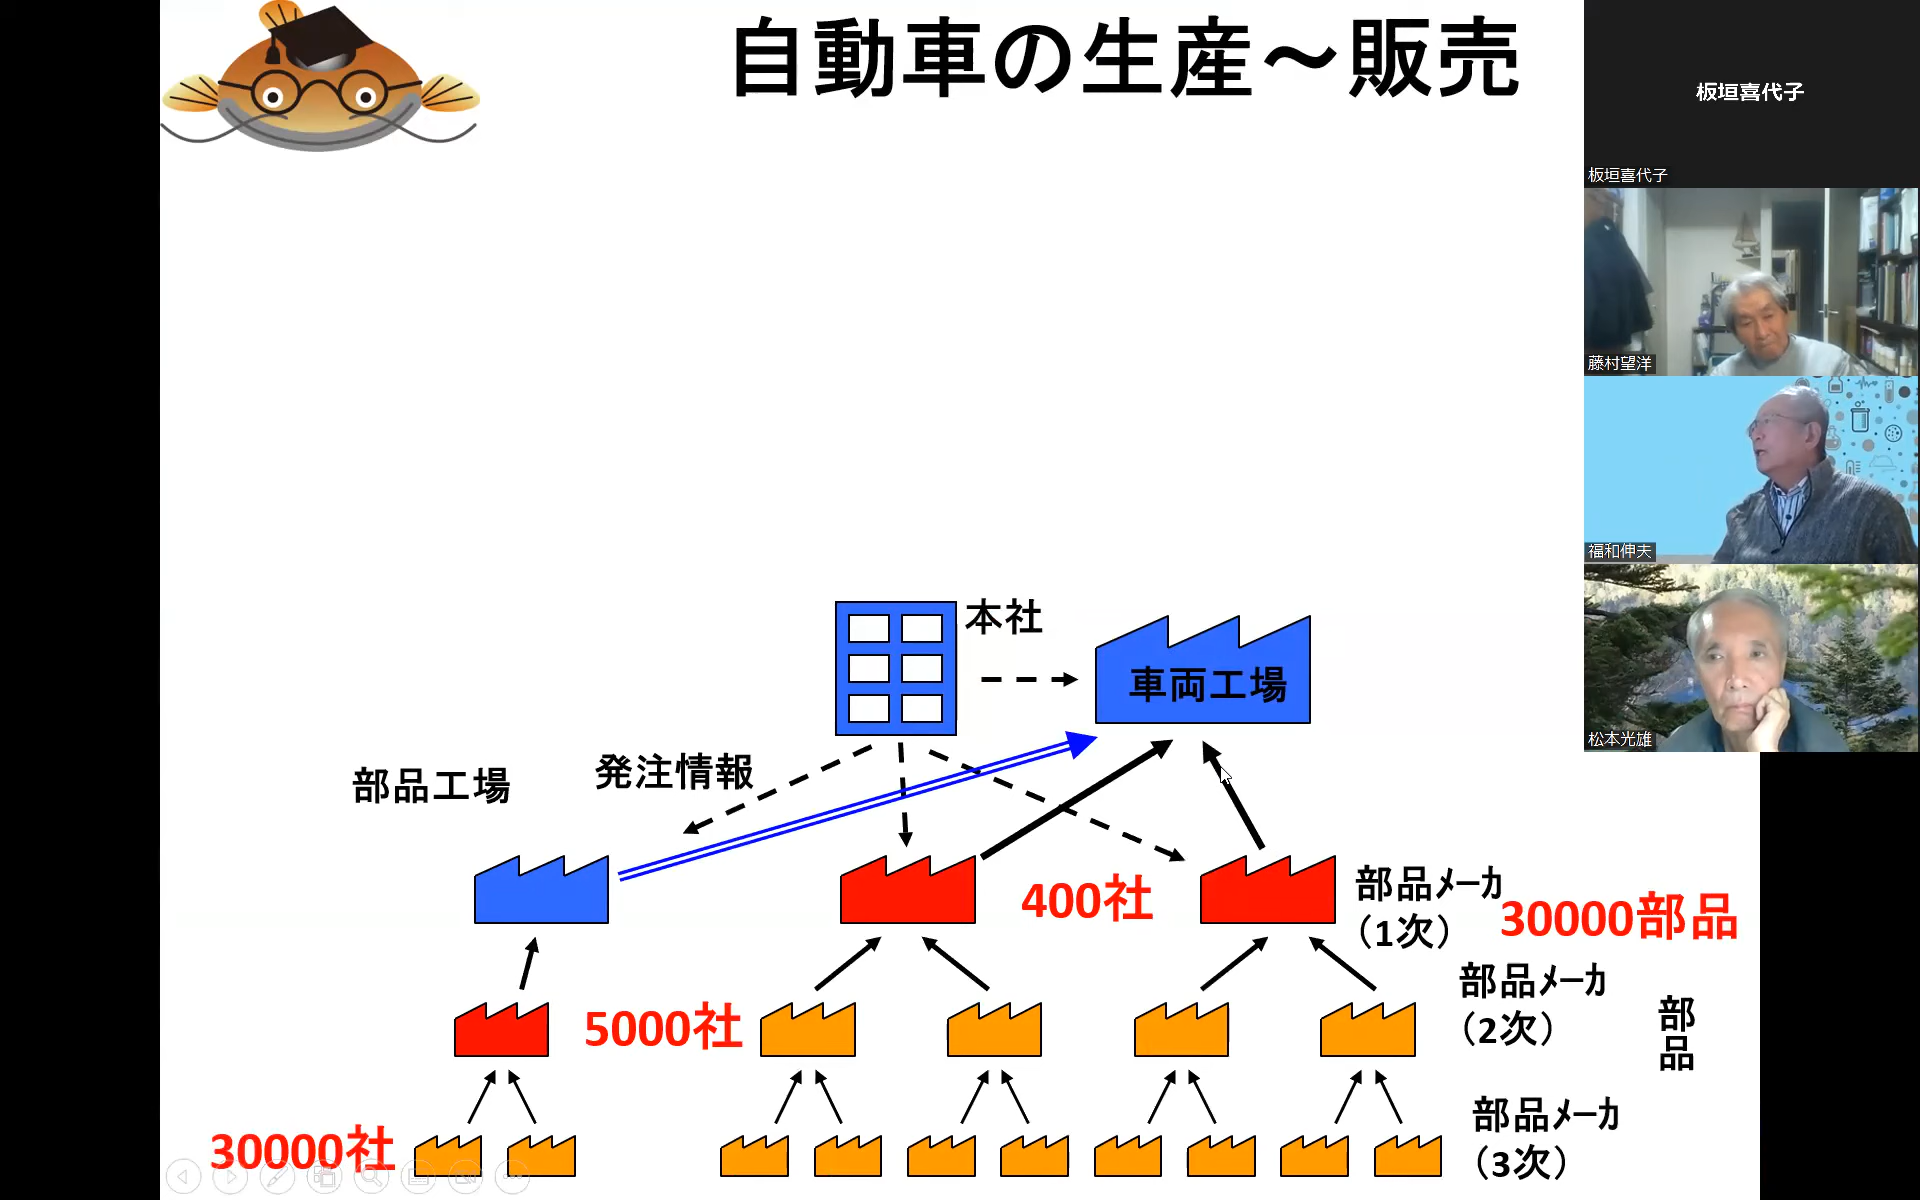 自動車の生産～販売
板垣喜代子
板垣喜代子
藤村望洋
福和伸夫
松本光雄
本社
車両工場
部品工場
発注情報
400社
部品ﾒｰｶ
（1次）
30000部品
5000社
部品ﾒｰｶ
（2次）
部品
30000社
部品ﾒｰｶ
（3次）